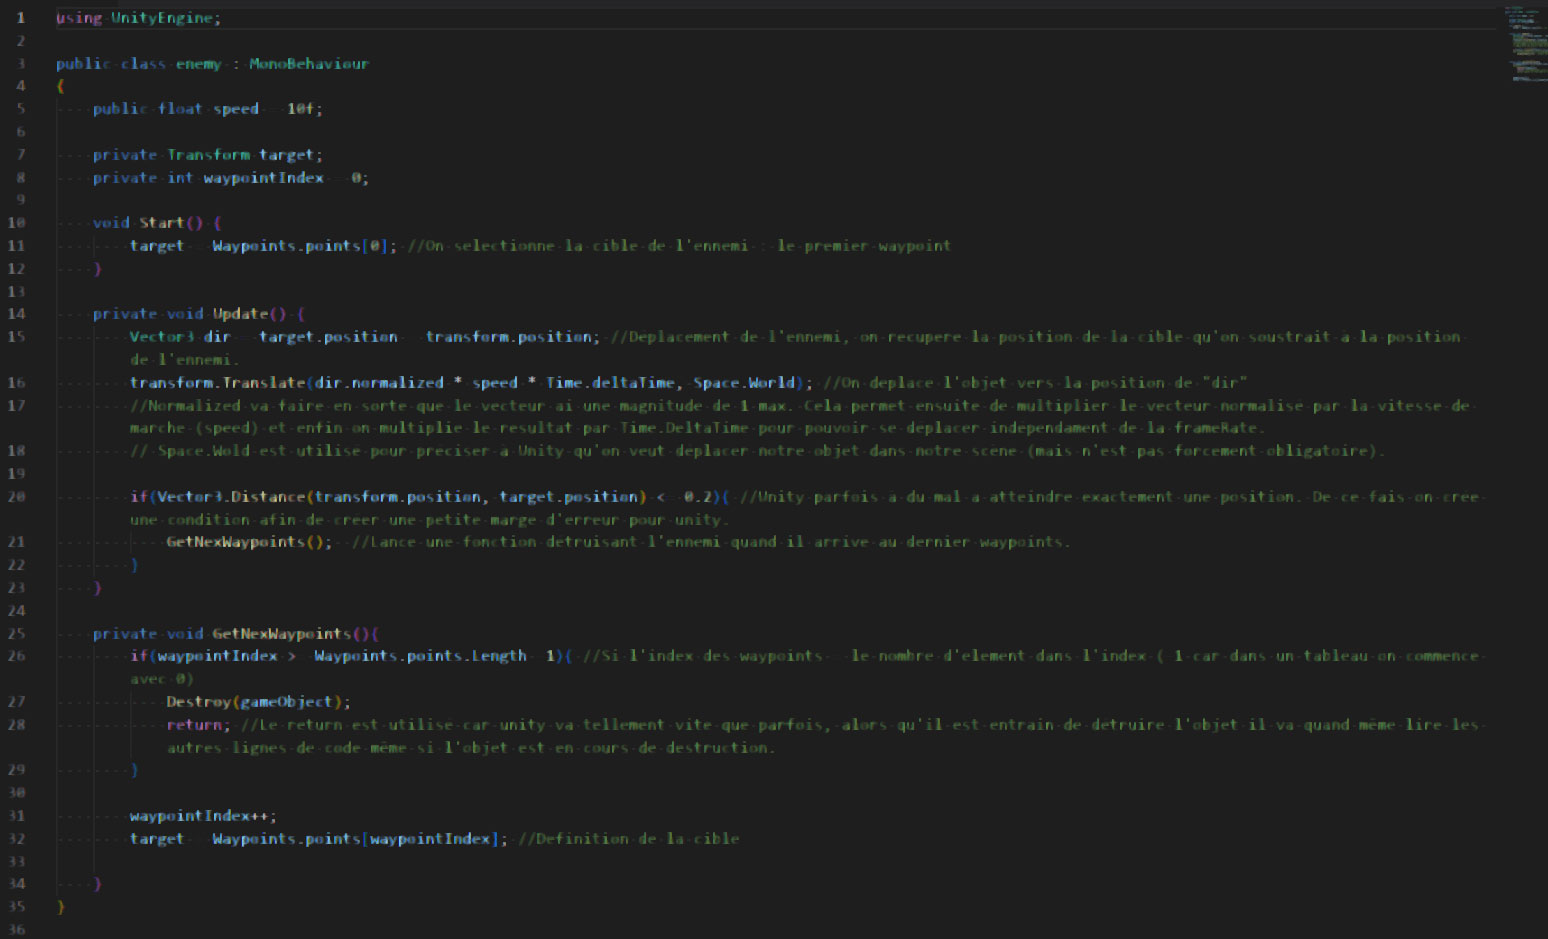 1 using UnityEngine;
2
3 public class enemy : MonoBehaviour
4 {
5 public float speed 10f;
6
7 private Transform target;
8 private int waypointIndex 0;
9
10 void Start() {
11 target Waypoints.points[0]; //On selectionne la cible de l'ennemi : le premier waypoint
12 }
13
14 private void Update() {
15 Vector3 dir target.position transform.position; //Deplacement de l'ennemi, on recupere la position de la cible qu'on soustrait a la position
de l'ennemi.
16 transform.Translate(dir.normalized * speed * Time.deltaTime, Space.World); //On deplace l'objet vers la position de "dir"
17 //Normalized va faire en sorte que le vecteur ai une magnitude de 1 max. Cela permet ensuite de multiplier le vecteur normalise par la vitesse de
marche (speed) et enfin on multiplie le resultat par Time.DeltaTime pour pouvoir se deplacer independament de la frameRate.
18 // Space.Wold est utilise pour préciser à Unity qu'on veut déplacer notre objet dans notre scène (mais n'est pas forcement obligatoire).
19
20 if(Vector3.Distance(transform.position, target.position) < 0.2){ //Unity parfois a du mal a atteindre exactement une position. De ce fais on cree
une condition afin de creer une petite marge d'erreur pour unity.
21 GetNexWaypoints(); //Lance une fonction detruisant l'ennemi quand il arrive au dernier waypoints.
22 }
23 }
24
25 private void GetNexWaypoints(){
26 if(waypointIndex > Waypoints.points.Length 1){ //Si l'index des waypoints le nombre d'element dans l'index ( 1 car dans un tableau on commence
avec 0)
27 Destroy(gameObject);
28 return; //Le return est utilise car unity va tellement vite que parfois, alors qu'il est entrain de detruire l'objet il va quand même lire les
autres lignes de code même si l'objet est en cours de destruction.
29 }
30
31 waypointIndex++;
32 target Waypoints.points[waypointIndex]; //Definition de la cible
33
34 }
35 }
36